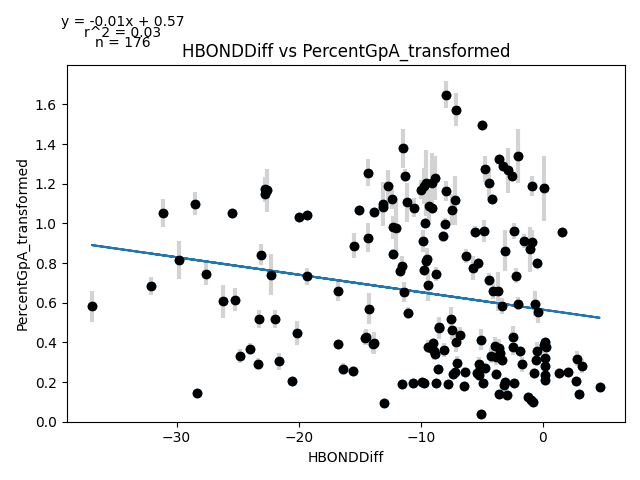 y = -0.01x + 0.57
r^2 = 0.03
n = 176
HBONDDiff vs PercentGpA_transformed
PercentGpA_transformed
1.6
1.4
1.2
1.0
0.8
0.6
0.4
0.2
0.0
−30
−20
−10
0
HBONDDiff